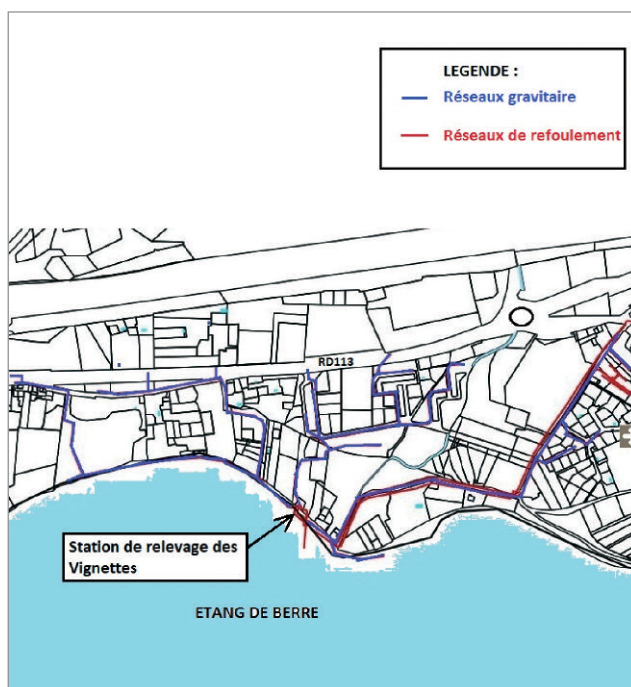 LEGENDE :
Réseaux gravitaire
Réseaux de refoulement
RD113
Station de relevage des
Vignettes
ETANG DE BERRE